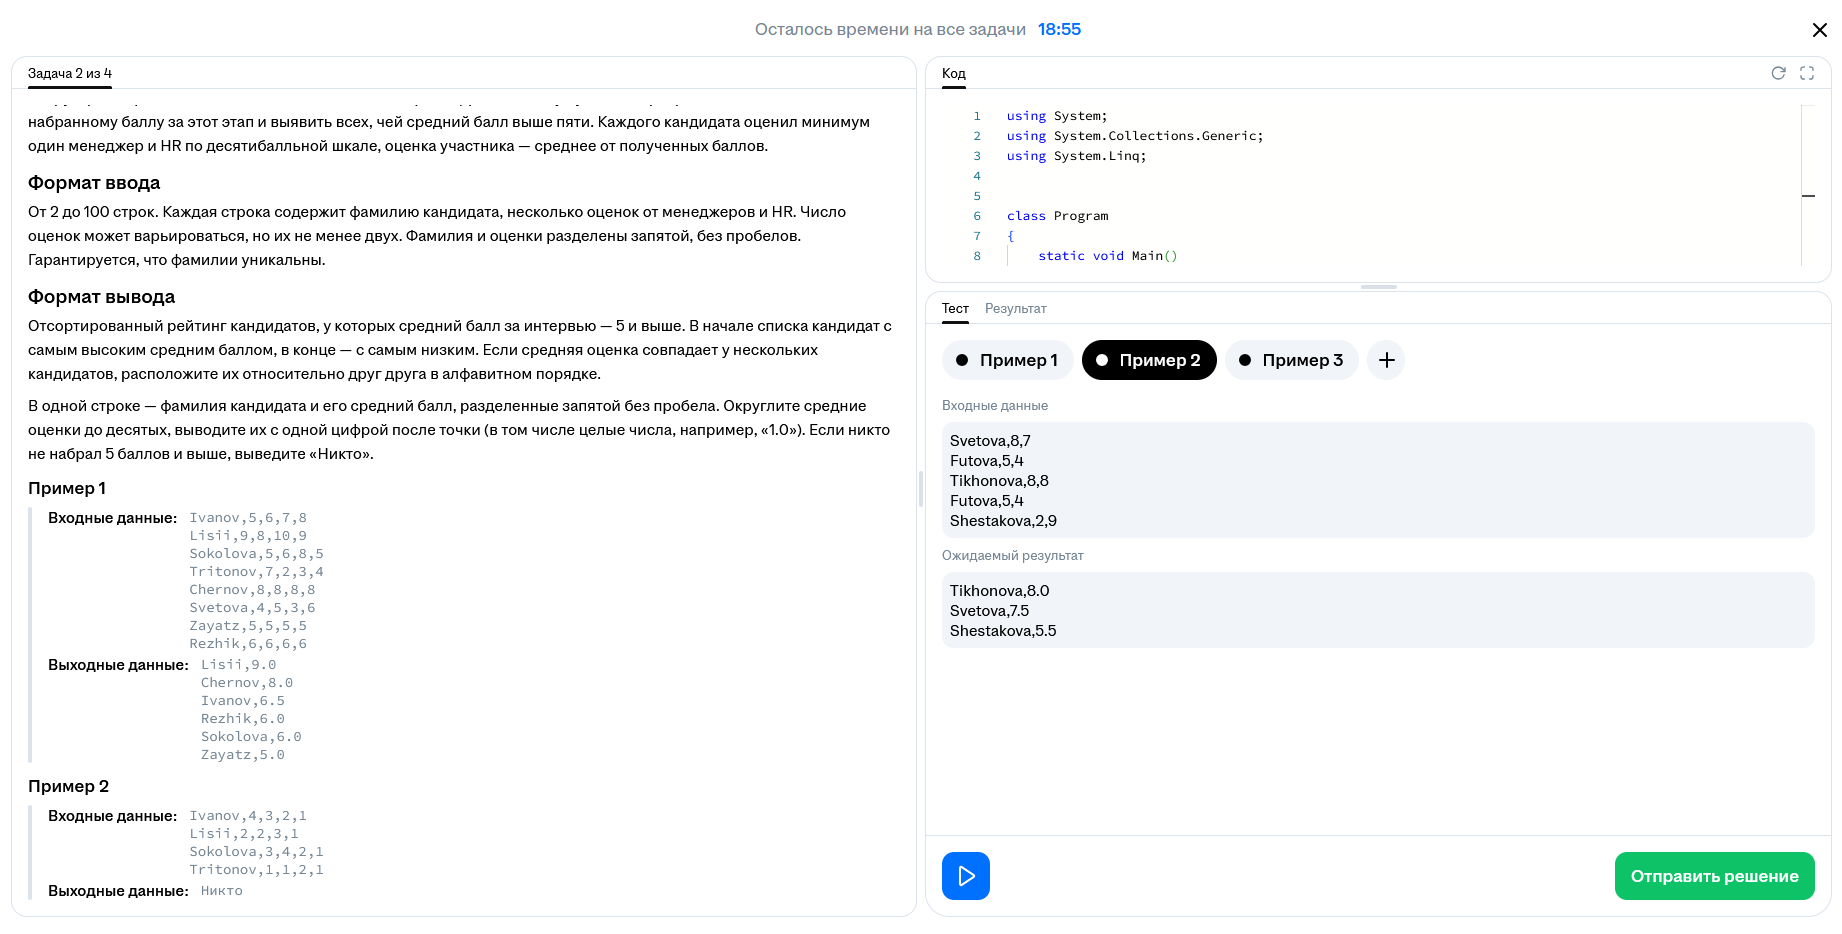 Осталось времени на все задачи 18:55
Задача 2 из 4
набранному баллу за этот этап и выявить всех, чей средний балл выше пяти. Каждого кандидата оценил минимум
один менеджер и HR по десятибалльной шкале, оценка участника — среднее от полученных баллов.
Формат ввода
От 2 до 100 строк. Каждая строка содержит фамилию кандидата, несколько оценок от менеджеров и HR. Число
оценок может варьироваться, но их не менее двух. Фамилия и оценки разделены запятой, без пробелов.
Гарантируется, что фамилии уникальны.
Формат вывода
Отсортированный рейтинг кандидатов, у которых средний балл за интервью — 5 и выше. В начале списка кандидат с
самым высоким средним баллом, в конце — с самым низким. Если средняя оценка совпадает у нескольких
кандидатов, расположите их относительно друг друга в алфавитном порядке.
В одной строке — фамилия кандидата и его средний балл, разделенные запятой без пробела. Округлите средние
оценки до десятых, выводите их с одной цифрой после точки (в том числе целые числа, например, «1.0»). Если никто
не набрал 5 баллов и выше, выведите «Никто».
Пример 1
Входные данные: Ivanov,5,6,7,8
Lisii,9,8,10,9
Sokolova,5,6,8,5
Tritonov,7,2,3,4
Chernov,8,8,8,8
Svetova,4,5,3,6
Zayatz,5,5,5,5
Rezhik,6,6,6,6
Выходные данные: Lisii,9.0
Chernov,8.0
Ivanov,6.5
Rezhik,6.0
Sokolova,6.0
Zayatz,5.0
Пример 2
Входные данные: Ivanov,4,3,2,1
Lisii,2,2,3,1
Sokolova,3,4,2,1
Tritonov,1,1,2,1
Выходные данные: Никто
Код
1 using System;
2 using System.Collections.Generic;
3 using System.Linq;
4
5
6 class Program
7 {
8 static void Main()
Тест Результат
Пример 1 Пример 2 Пример 3
Входные данные
Svetova,8,7
Futova,5,4
Tikhonova,8,8
Futova,5,4
Shestakova,2,9
Ожидаемый результат
Tikhonova,8.0
Svetova,7.5
Shestakova,5.5
Отправить решение